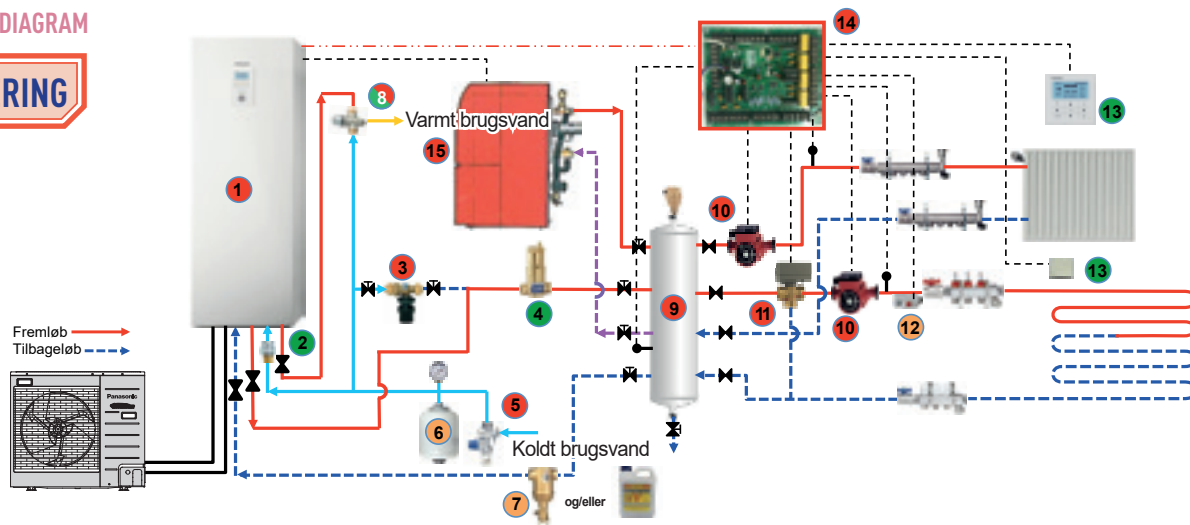 DIAGRAM
RING
14
8
Varmt brugsvand
15
13
1
10
3
4
9
11
10
12
13
Fremløb
Tilbageløb
2
Panasonic
5
6
Koldt brugsvand
7
og/eller